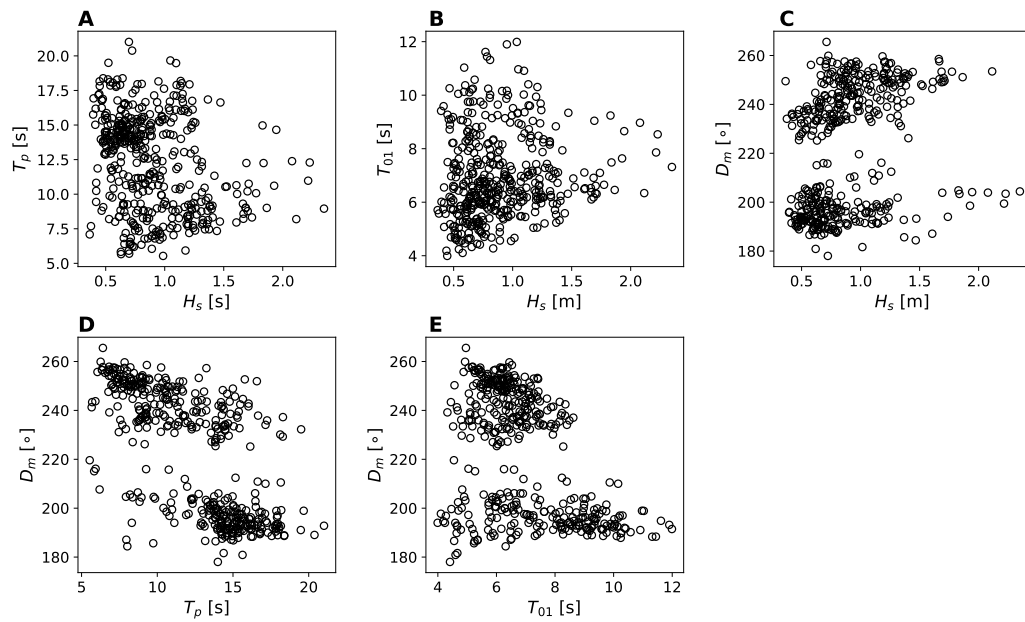 A
B
C
20.0
17.5
15.0
12.5
10.0
7.5
5.0
T_p [s]
0.5 1.0 1.5 2.0
H_s [s]
12
10
8
6
4
T_01 [s]
0.5 1.0 1.5 2.0
H_s [m]
260
240
220
200
180
D_m [∘]
0.5 1.0 1.5 2.0
H_s [m]
D
E
260
240
220
200
180
D_m [∘]
5 10 15 20
T_p [s]
260
240
220
200
180
D_m [∘]
4 6 8 10 12
T_01 [s]